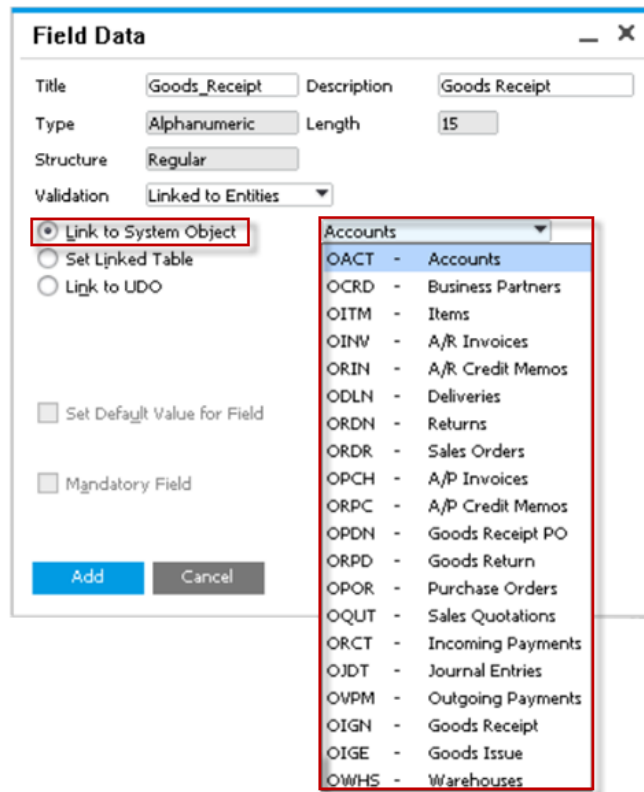 Field Data
Title Goods_Receipt Description Goods Receipt
Type Alphanumeric Length 15
Structure Regular
Validation Linked to Entities
Link to System Object Accounts
Set Linked Table
Link to UDO
Set Default Value for Field
Mandatory Field
Add Cancel
OACT - Accounts
OCRD - Business Partners
OITM - Items
OINV - A/R Invoices
ORIN - A/R Credit Memos
ODLN - Deliveries
ORDN - Returns
ORDR - Sales Orders
OPCH - A/P Invoices
ORPC - A/P Credit Memos
OPDN - Goods Receipt PO
ORPD - Goods Return
OPOR - Purchase Orders
OQUT - Sales Quotations
ORCT - Incoming Payments
OJDT - Journal Entries
OVPM - Outgoing Payments
OIGN - Goods Receipt
OIGE - Goods Issue
OWHS - Warehouses